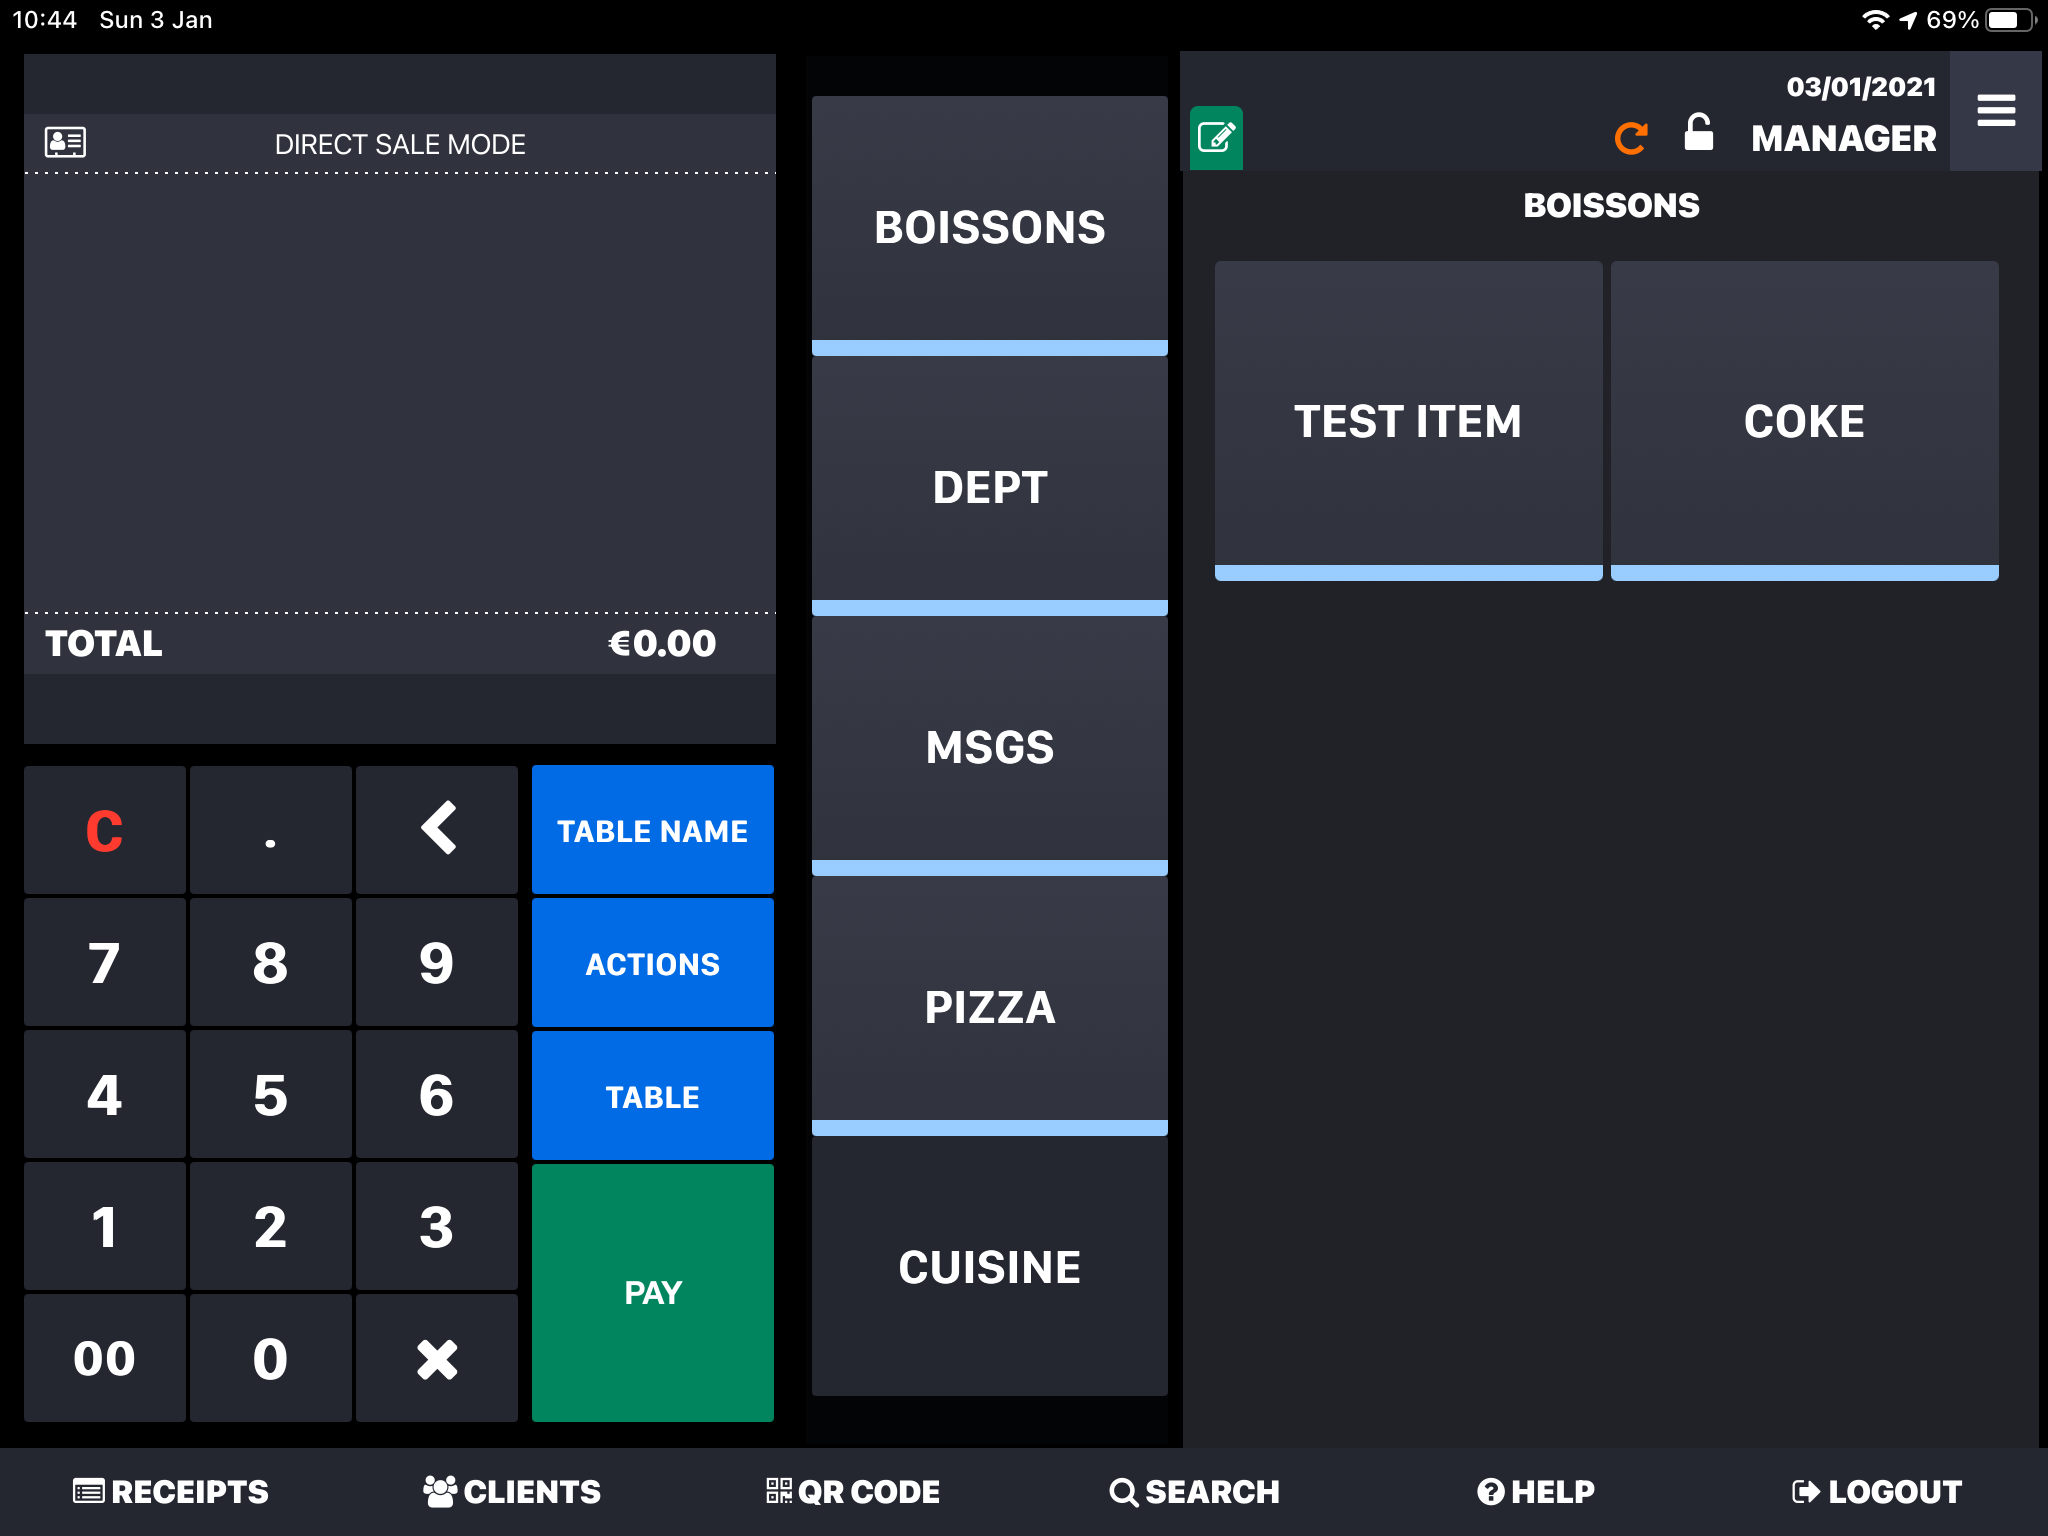 10:44 Sun 3 Jan
69%
DIRECT SALE MODE
TOTAL €0.00
C . 
TABLE NAME
7 8 9
ACTIONS
4 5 6
TABLE
1 2 3
00 0
PAY
BOISSONS
DEPT
MSGS
PIZZA
CUISINE
03/01/2021
MANAGER
BOISSONS
TEST ITEM
COKE
RECEIPTS
CLIENTS
QR CODE
SEARCH
HELP
LOGOUT